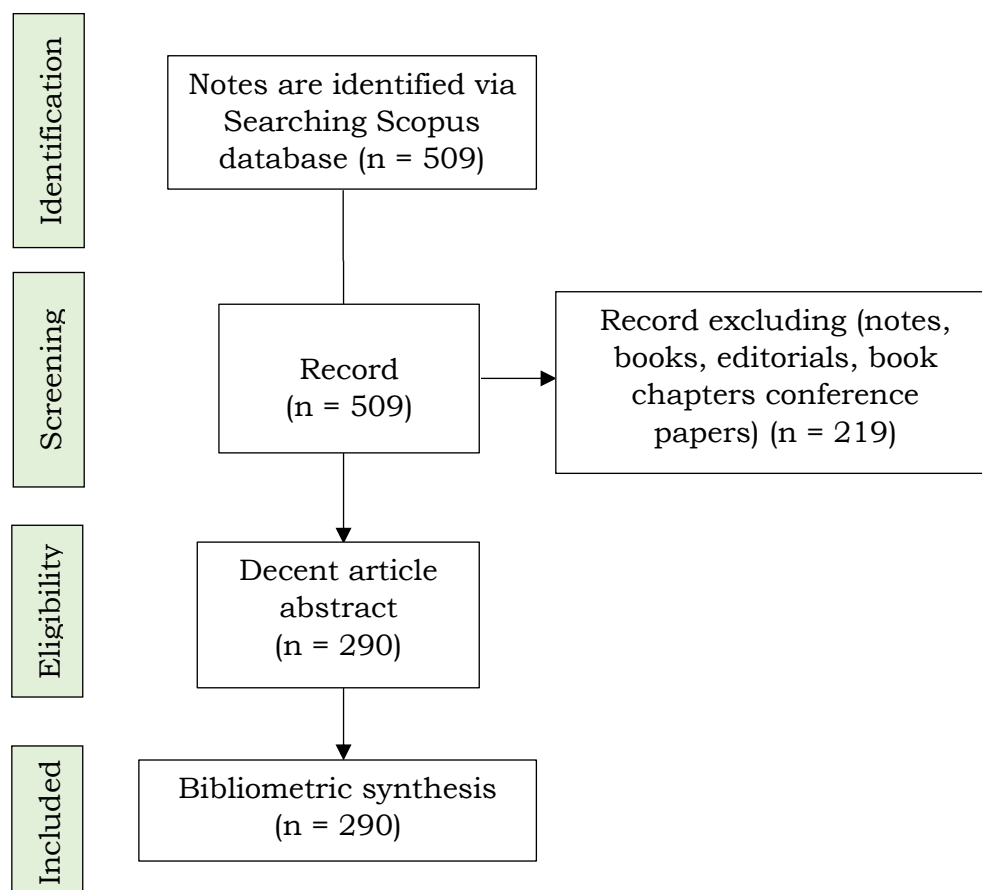 Identification
Notes are identified via
Searching Scopus
database (n = 509)
Screening
Record
(n = 509)
Record excluding (notes,
books, editorials, book
chapters conference
papers) (n = 219)
Eligibility
Decent article
abstract
(n = 290)
Included
Bibliometric synthesis
(n = 290)